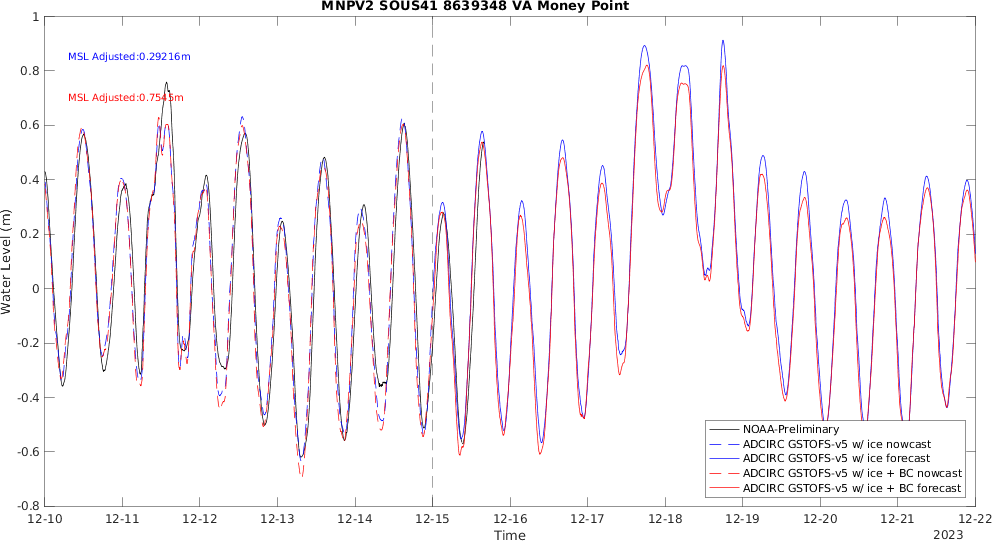 MNPV2 SOUS41 8639348 VA Money Point
MSL Adjusted:0.29216m
MSL Adjusted:0.7545m
Water Level (m)
1
0.8
0.6
0.4
0.2
0
-0.2
-0.4
-0.6
-0.8
NOAA-Preliminary
ADCIRC GSTOFS-v5 w/ ice nowcast
ADCIRC GSTOFS-v5 w/ ice forecast
ADCIRC GSTOFS-v5 w/ ice + BC nowcast
ADCIRC GSTOFS-v5 w/ ice + BC forecast
12-10 12-11 12-12 12-13 12-14 12-15 12-16 12-17 12-18 12-19 12-20 12-21 12-22
Time
2023